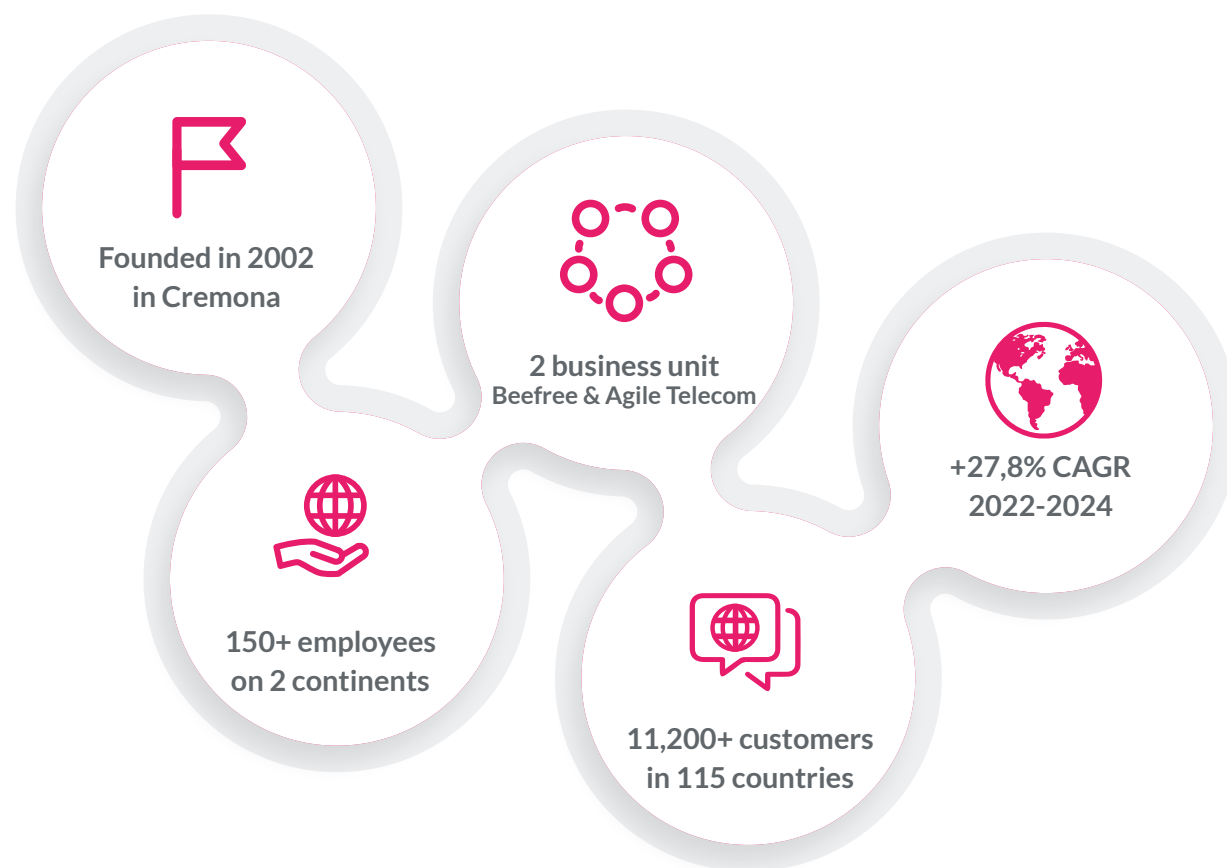 Founded in 2002
in Cremona
150+ employees
on 2 continents
2 business unit
Beefree & Agile Telecom
11,200+ customers
in 115 countries
+27,8% CAGR
2022-2024